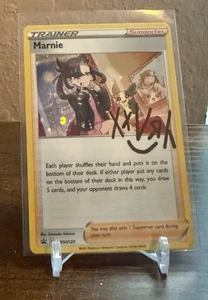 TRAINER
Supporter
Marnie
Each player shuffles their hand and puts it on
the bottom of their deck. If either player put any
cards on the bottom of their deck in this way, you
draw 5 cards, and your opponent draws 4 cards.
You may play only 1 Supporter card during
your turn.